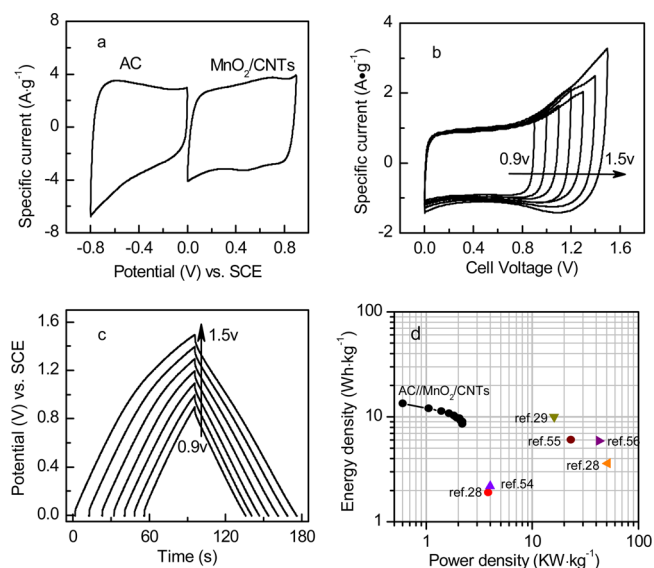 a
AC
MnO2/CNTs
Specific current (A·g-1)
8
4
0
-4
-8
-0.8
-0.4
0.0
0.4
0.8
Potential (V) vs. SCE
b
Specific current (A•g-1)
4
2
0
-2
0.9v
1.5v
0.0
0.4
0.8
1.2
1.6
Cell Voltage (V)
c
Potential (V) vs. SCE
1.6
1.2
0.8
0.4
0.0
1.5v
0.9v
0
60
120
180
Time (s)
d
Energy density (Wh·kg-1)
100
10
1
AC//MnO2/CNTs
ref.29
ref.55
ref.56
ref.28
ref.54
ref.28
1
10
100
Power density (KW·kg-1)